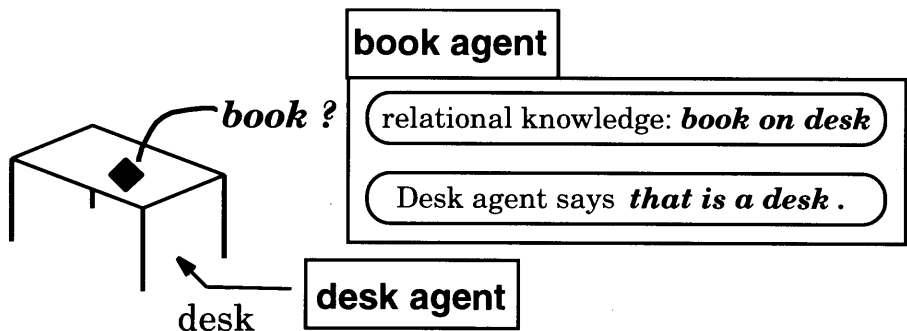 book agent
book ?
relational knowledge: book on desk
Desk agent says that is a desk .
desk agent
desk